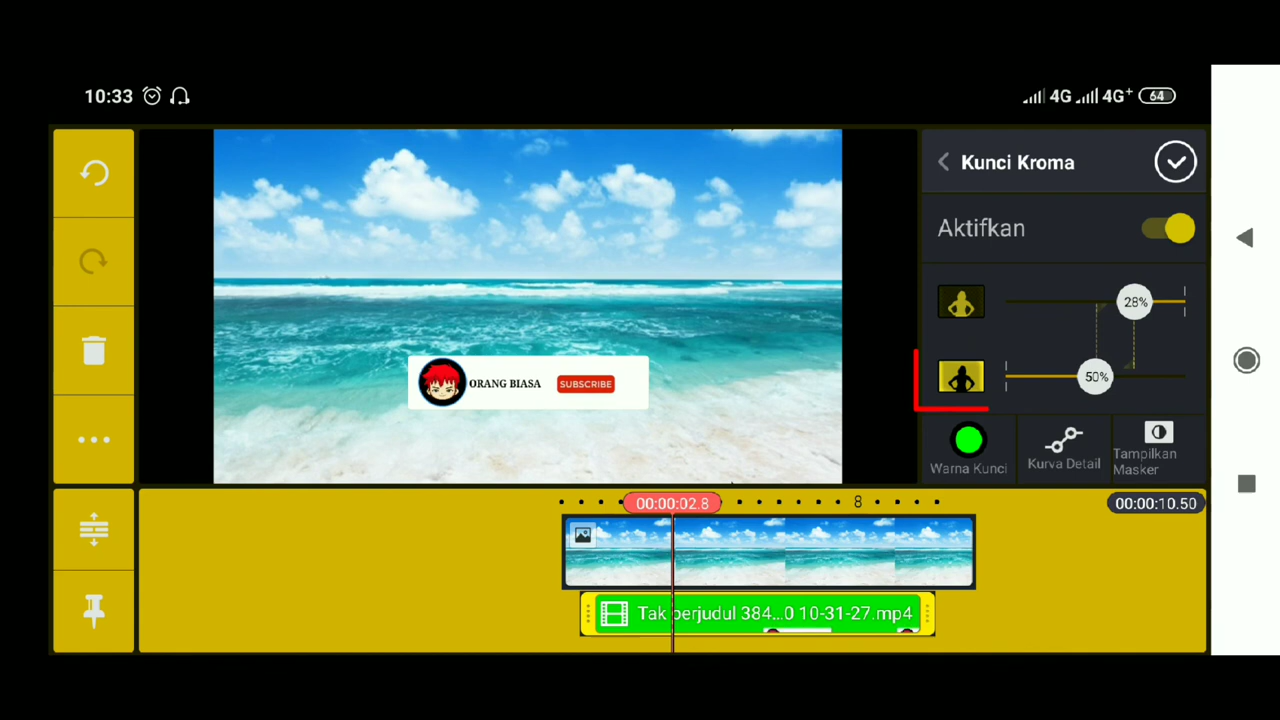 10:33
4G 4G+ 64
Kunci Kroma
Aktifkan
28%
50%
ORANG BIASA SUBSCRIBE
Warna Kunci
Kurva Detail
Tampilkan
Masker
00:00:02.8
8
00:00:10.50
Tak berjudul 384...0 10-31-27.mp4